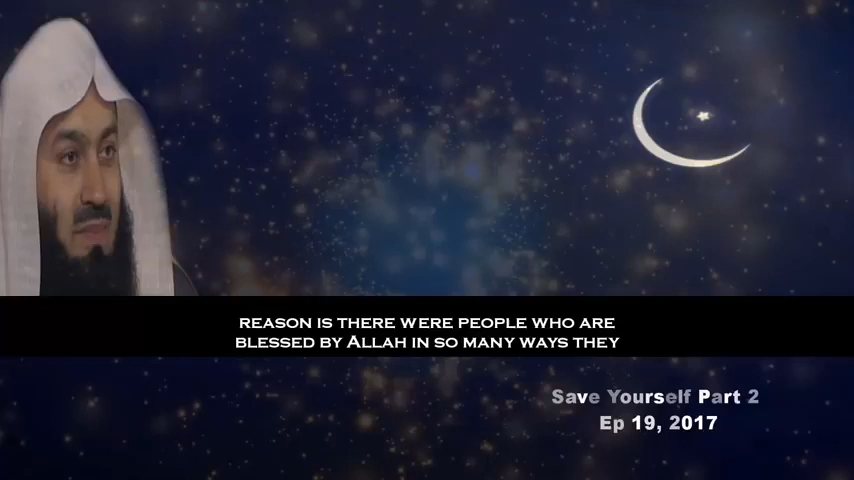 REASON IS THERE WERE PEOPLE WHO ARE
BLESSED BY ALLAH IN SO MANY WAYS THEY
Save Yourself Part 2
Ep 19, 2017